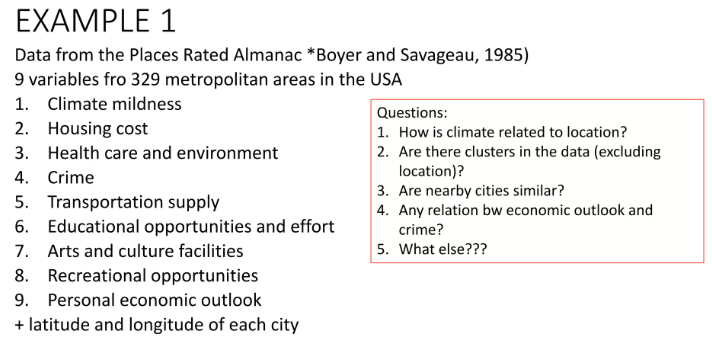 EXAMPLE 1
Data from the Places Rated Almanac *Boyer and Savageau, 1985)
9 variables fro 329 metropolitan areas in the USA
1. Climate mildness
2. Housing cost
3. Health care and environment
4. Crime
5. Transportation supply
6. Educational opportunities and effort
7. Arts and culture facilities
8. Recreational opportunities
9. Personal economic outlook
+ latitude and longitude of each city
Questions:
1. How is climate related to location?
2. Are there clusters in the data (excluding
location)?
3. Are nearby cities similar?
4. Any relation bw economic outlook and
crime?
5. What else???